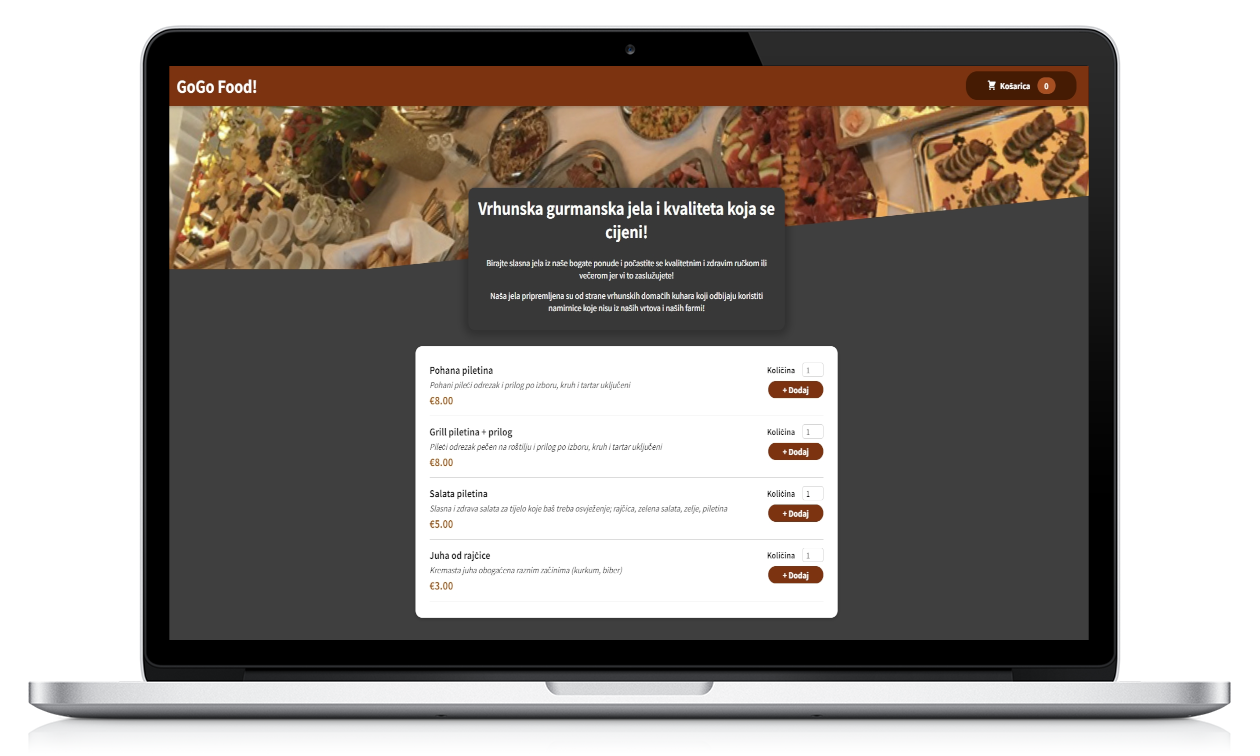 GoGo Food!
Košarica 0
Vrhunska gurmanska jela i kvaliteta koja se
cijeni!
Birajte slasna jela iz naše bogate ponude i počastite se kvalitetnim i zdravim ručkom ili
večerom jer vi to zaslužujete!
Naša jela pripremljena su od strane vrhunskih domaćih kuhara koji odbijaju koristiti
namirnice koje nisu iz naših vrtova i naših farmi!
Pohana piletina
Količina 1
Pohani pileći odrezak i prilog po izboru, kruh i tartar uključeni
+ Dodaj
€8.00
Grill piletina + prilog
Količina 1
Pileći odrezak pečen na roštilju i prilog po izboru, kruh i tartar uključeni
+ Dodaj
€8.00
Salata piletina
Količina 1
Slasna i zdrava salata za tijelo koje baš treba osvježenje; rajčica, zelena salata, zelje, piletina
+ Dodaj
€5.00
Juha od rajčice
Količina 1
Kremasta juha obogaćena raznim začinima (kurkum, biber)
+ Dodaj
€3.00